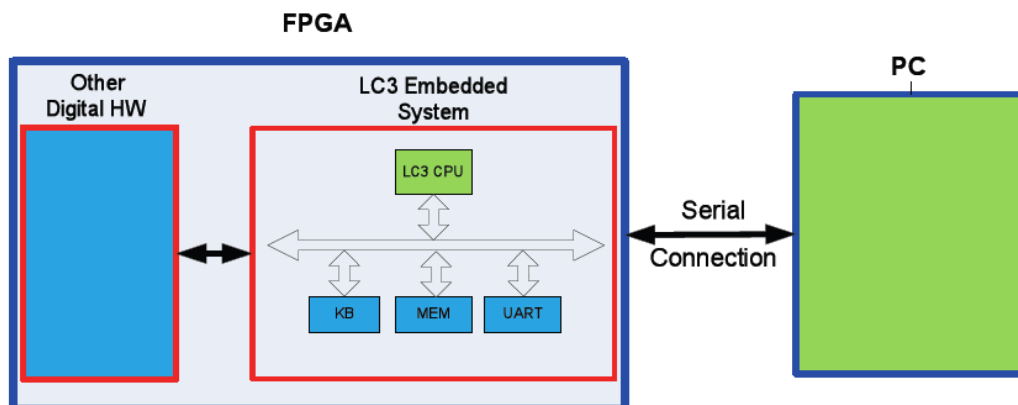 FPGA
Other
Digital HW
LC3 Embedded
System
LC3 CPU
KB
MEM
UART
Serial
Connection
PC